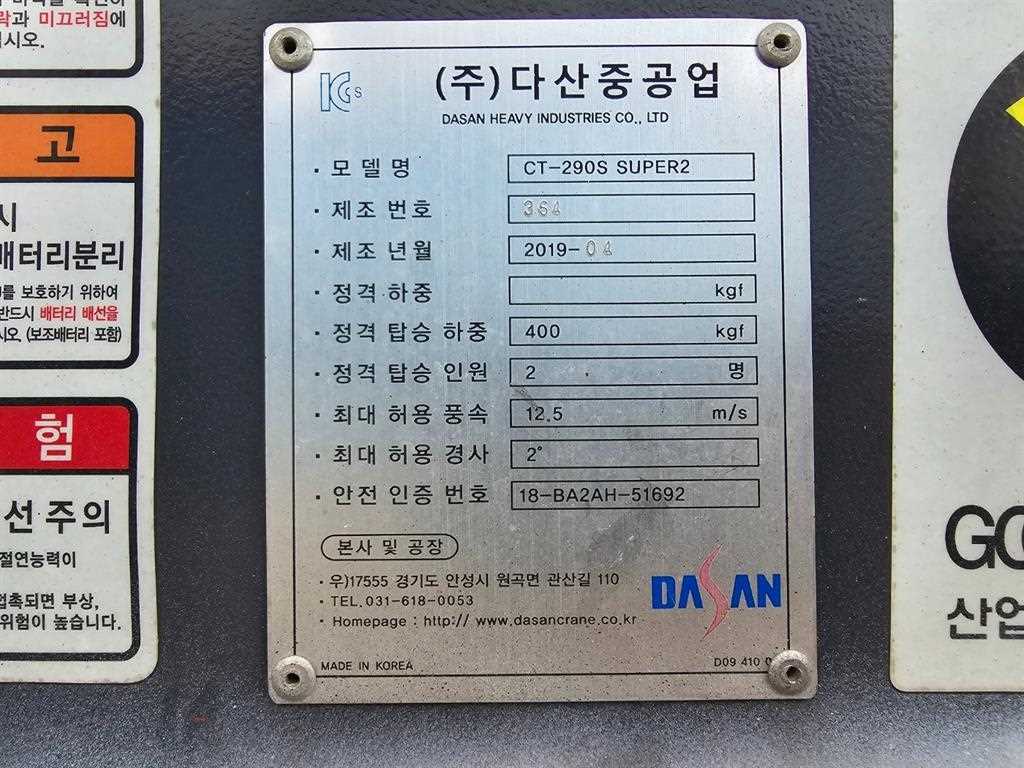 락과 미끄러짐에
시오.
고
시
배터리분리
를 보호하기 위하여
반드시 배터리 배선을
시오. (보조배터리 포함)
험
선 주의
절연능력이
접촉되면 부상,
위험이 높습니다.
KCs
(주)다산중공업
DASAN HEAVY INDUSTRIES CO., LTD
· 모델명 CT-290S SUPER2
· 제조 번호 364
· 제조 년월 2019-04
· 정격 하중 kgf
· 정격 탑승 하중 400 kgf
· 정격 탑승 인원 2 명
· 최대 허용 풍속 12.5 m/s
· 최대 허용 경사 2°
· 안전 인증 번호 18-BA2AH-51692
본사 및 공장
· 우)17555 경기도 안성시 원곡면 관산길 110
· TEL.031-618-0053
· Homepage : http:// www.dasancrane.co.kr
DASAN
MADE IN KOREA
D09 410 0
산업